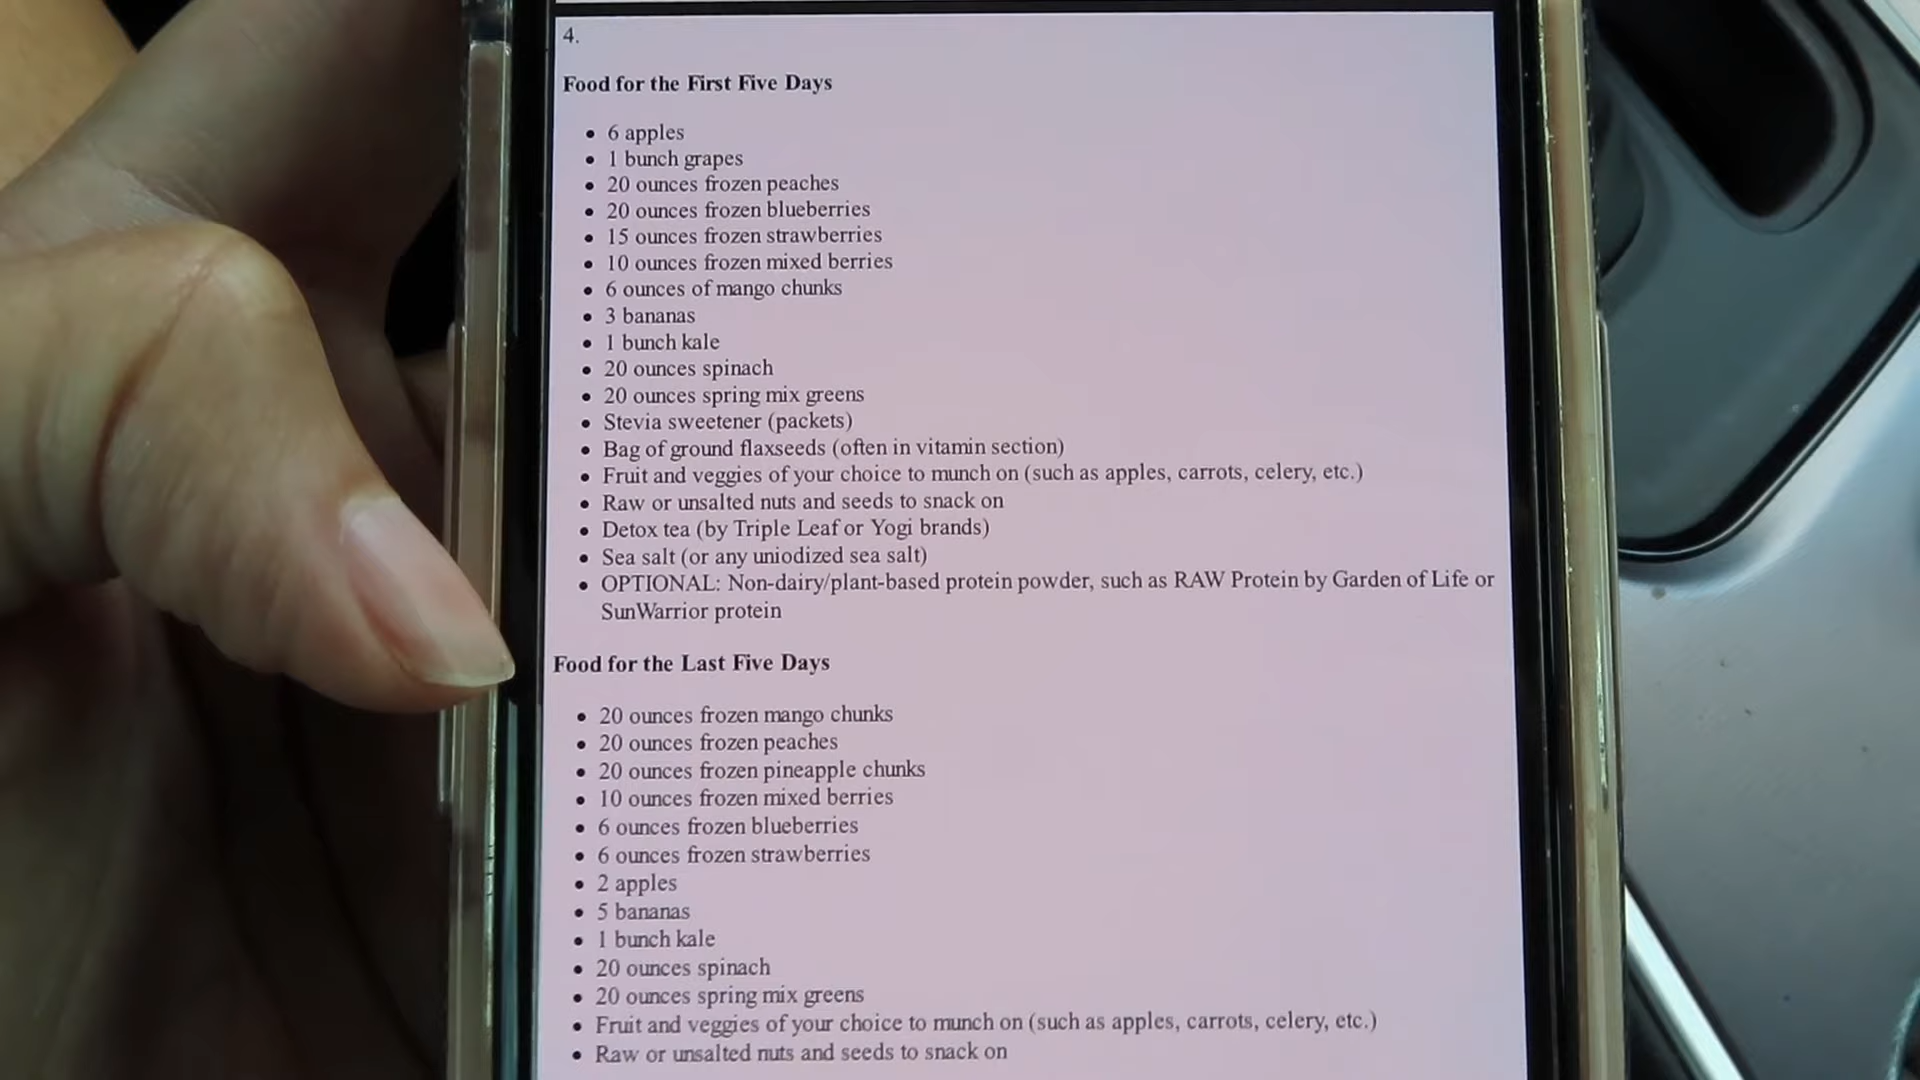 4.
Food for the First Five Days
• 6 apples
• 1 bunch grapes
• 20 ounces frozen peaches
• 20 ounces frozen blueberries
• 15 ounces frozen strawberries
• 10 ounces frozen mixed berries
• 6 ounces of mango chunks
• 3 bananas
• 1 bunch kale
• 20 ounces spinach
• 20 ounces spring mix greens
• Stevia sweetener (packets)
• Bag of ground flaxseeds (often in vitamin section)
• Fruit and veggies of your choice to munch on (such as apples, carrots, celery, etc.)
• Raw or unsalted nuts and seeds to snack on
• Detox tea (by Triple Leaf or Yogi brands)
• Sea salt (or any uniodized sea salt)
• OPTIONAL: Non-dairy/plant-based protein powder, such as RAW Protein by Garden of Life or
SunWarrior protein
Food for the Last Five Days
• 20 ounces frozen mango chunks
• 20 ounces frozen peaches
• 20 ounces frozen pineapple chunks
• 10 ounces frozen mixed berries
• 6 ounces frozen blueberries
• 6 ounces frozen strawberries
• 2 apples
• 5 bananas
• 1 bunch kale
• 20 ounces spinach
• 20 ounces spring mix greens
• Fruit and veggies of your choice to munch on (such as apples, carrots, celery, etc.)
• Raw or unsalted nuts and seeds to snack on